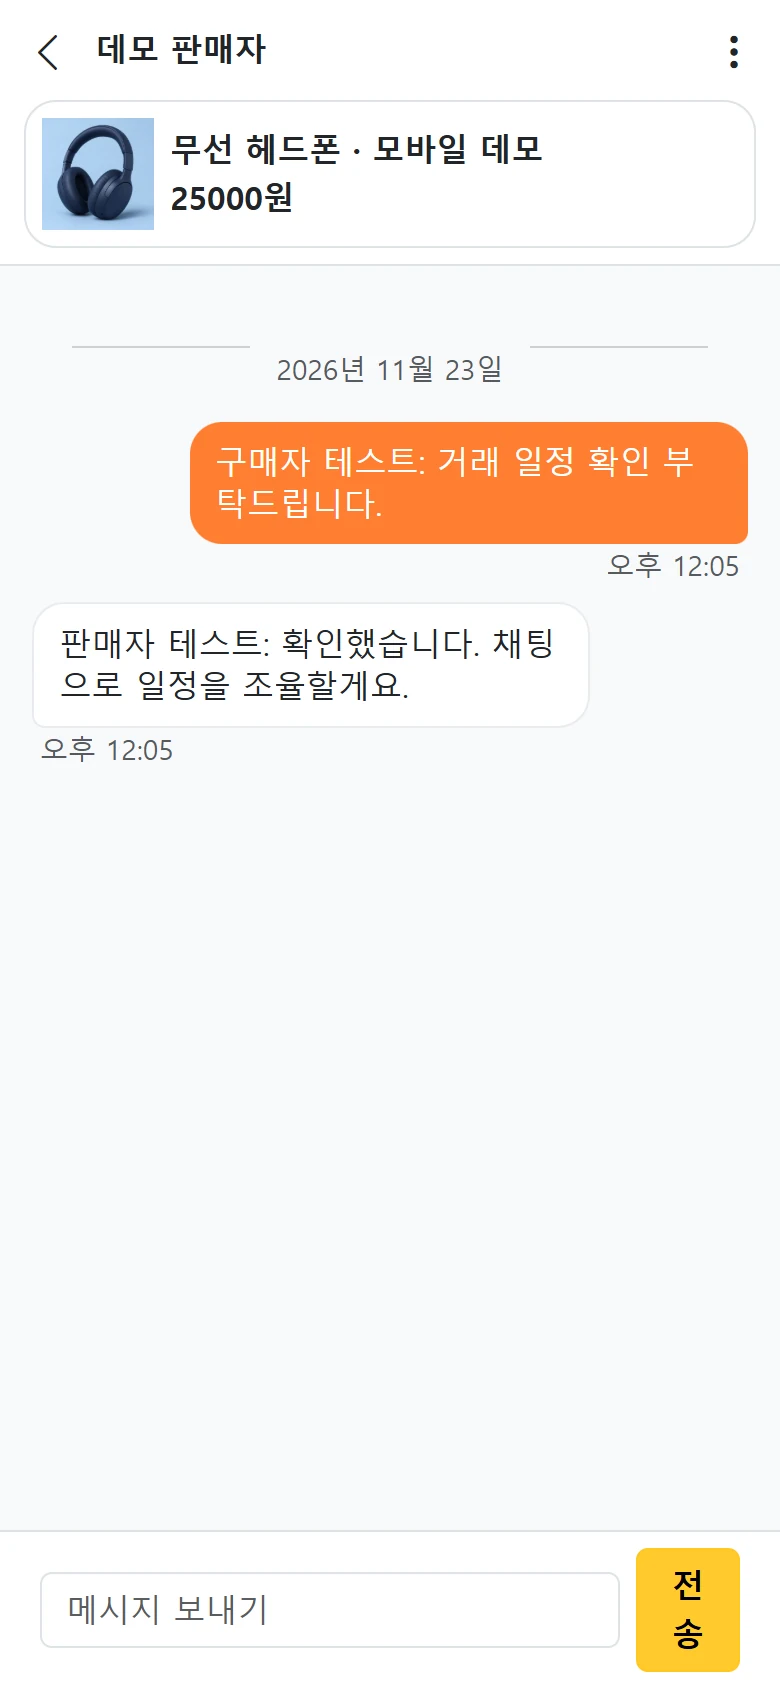 데모 판매자
무선 헤드폰 · 모바일 데모
25000원
2026년 11월 23일
구매자 테스트: 거래 일정 확인 부
탁드립니다.
오후 12:05
판매자 테스트: 확인했습니다. 채팅
으로 일정을 조율할게요.
오후 12:05
메시지 보내기
전
송